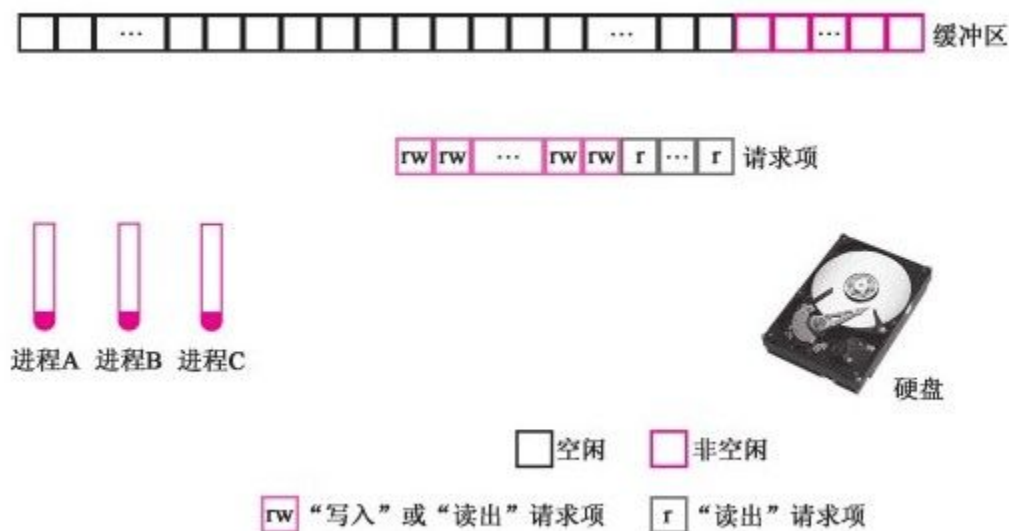 … … … 缓冲区
rw rw … rw rw r … r 请求项
进程A 进程B 进程C
硬盘
空闲 非空闲
rw “写入”或“读出”请求项 r “读出”请求项